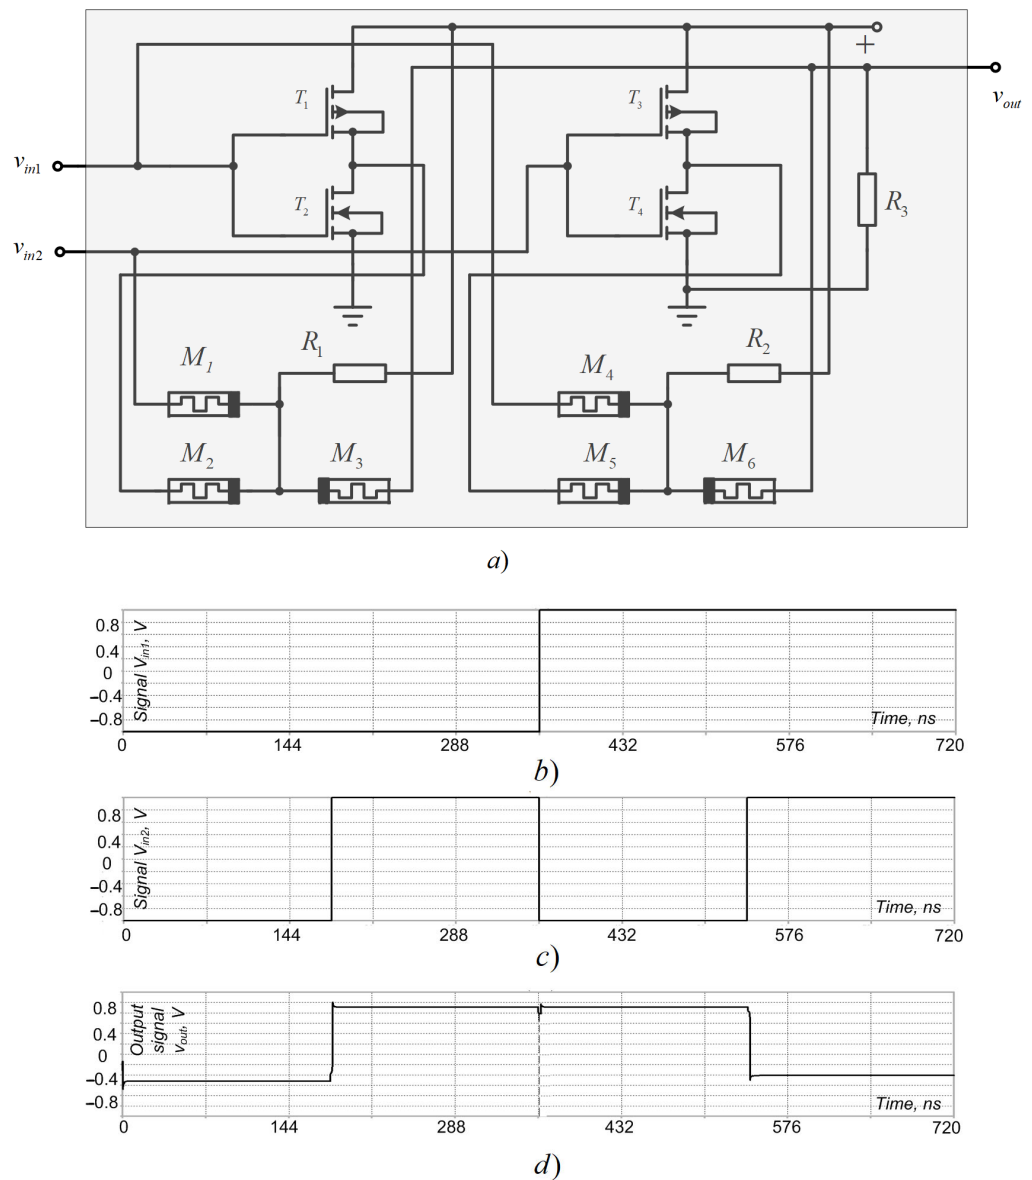 +
v_out
T_1
T_3
v_in1
T_2
T_4
R_3
v_in2
M_1
R_1
M_4
R_2
M_2
M_3
M_5
M_6
a)
0.8
0.4
0
–0.4
–0.8
Signal V_in1, V
Time, ns
0 144 288 432 576 720
b)
0.8
0.4
0
–0.4
–0.8
Signal V_in2, V
Time, ns
0 144 288 432 576 720
c)
0.8
0.4
0
–0.4
–0.8
Output
signal
v_out, V
Time, ns
0 144 288 432 576 720
d)